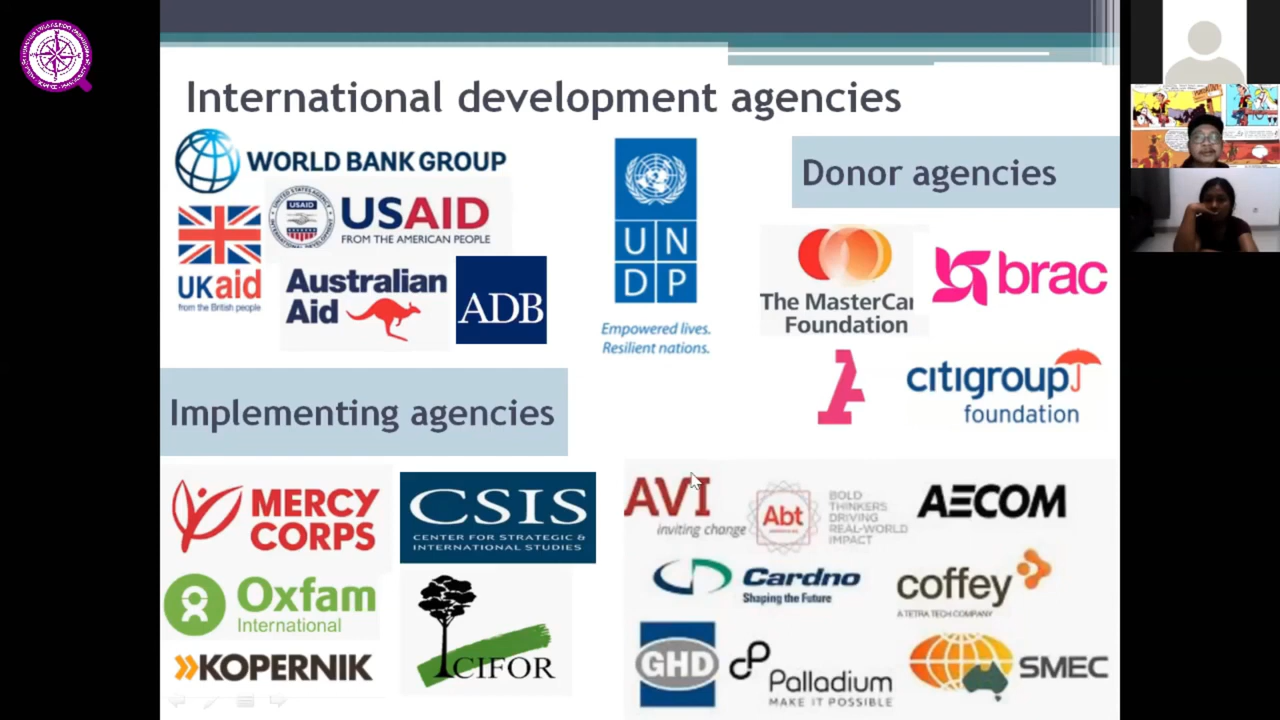 International development agencies
WORLD BANK GROUP
USAID
USAID
FROM THE AMERICAN PEOPLE
UKaid
from the British people
Australian
Aid
ADB
UN
DP
Empowered lives.
Resilient nations.
Donor agencies
The MasterCar
Foundation
brac
A
citigroup
foundation
Implementing agencies
MERCY
CORPS
CSIS
CENTER FOR STRATEGIC &
INTERNATIONAL STUDIES
Oxfam
International
KOPERNIK
CIFOR
AVI
inviting change
Abt
BOLD
THINKERS
DRIVING
REAL-WORLD
IMPACT
AECOM
Cardno
Shaping the Future
coffey
A TETRA TECH COMPANY
GHD
Palladium
MAKE IT POSSIBLE
SMEC